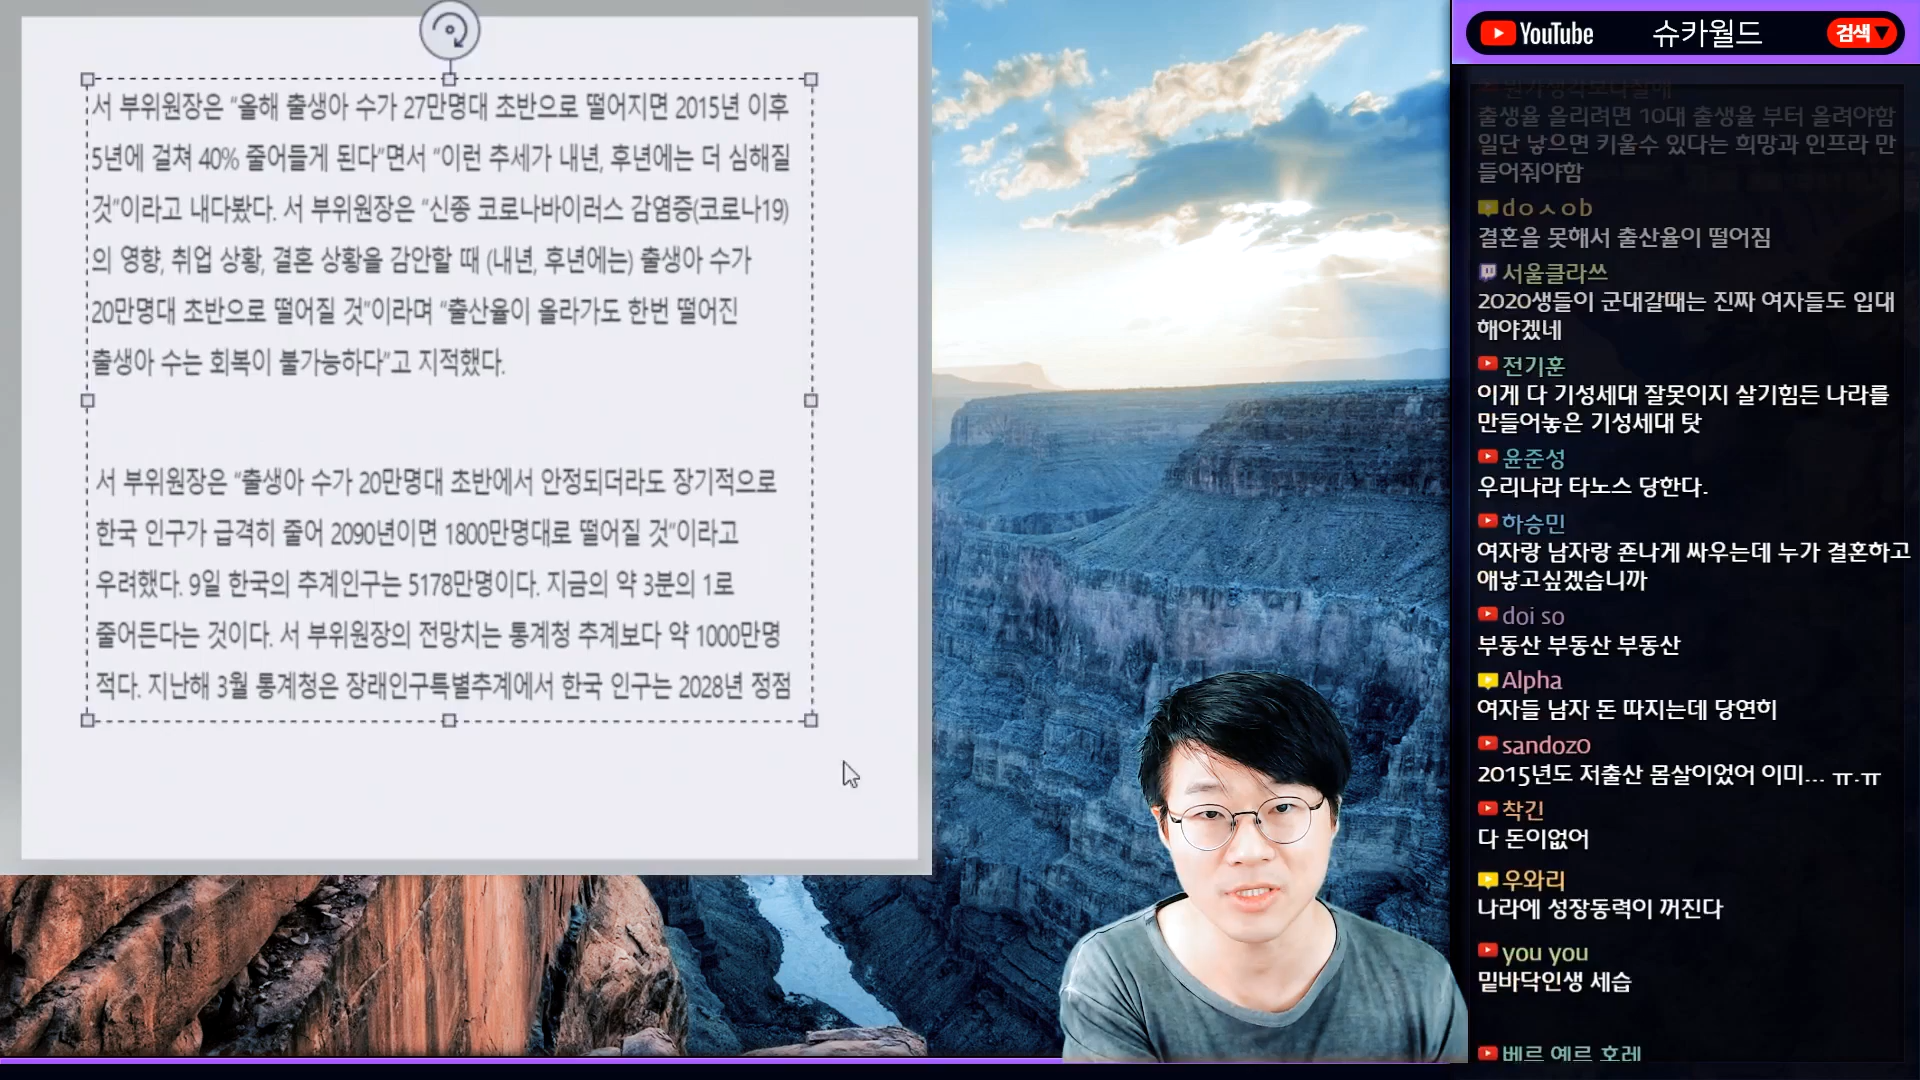 서 부위원장은 “올해 출생아 수가 27만명대 초반으로 떨어지면 2015년 이후
5년에 걸쳐 40% 줄어들게 된다”면서 “이런 추세가 내년, 후년에는 더 심해질
것”이라고 내다봤다. 서 부위원장은 “신종 코로나바이러스 감염증(코로나19)
의 영향, 취업 상황, 결혼 상황을 감안할 때 (내년, 후년에는) 출생아 수가
20만명대 초반으로 떨어질 것”이라며 “출산율이 올라가도 한번 떨어진
출생아 수는 회복이 불가능하다”고 지적했다.
서 부위원장은 “출생아 수가 20만명대 초반에서 안정되더라도 장기적으로
한국 인구가 급격히 줄어 2090년이면 1800만명대로 떨어질 것”이라고
우려했다. 9일 한국의 추계인구는 5178만명이다. 지금의 약 3분의 1로
줄어든다는 것이다. 서 부위원장의 전망치는 통계청 추계보다 약 1000만명
적다. 지난해 3월 통계청은 장래인구특별추계에서 한국 인구는 2028년 정점
YouTube 슈카월드 검색▼
출생율 올리려면 10대 출생율 부터 올려야함
일단 낳으면 키울수 있다는 희망과 인프라 만
들어줘야함
doㅅob
결혼을 못해서 출산율이 떨어짐
서울클라쓰
2020생들이 군대갈때는 진짜 여자들도 입대
해야겠네
전기훈
이게 다 기성세대 잘못이지 살기힘든 나라를
만들어놓은 기성세대 탓
윤준성
우리나라 타노스 당한다.
하승민
여자랑 남자랑 죤나게 싸우는데 누가 결혼하고
애낳고싶겠습니까
doi so
부동산 부동산 부동산
Alpha
여자들 남자 돈 따지는데 당연히
sandozo
2015년도 저출산 몸살이었어 이미... ㅠ.ㅠ
착긴
다 돈이없어
우와리
나라에 성장동력이 꺼진다
you you
밑바닥인생 세습
베르 예르 호레